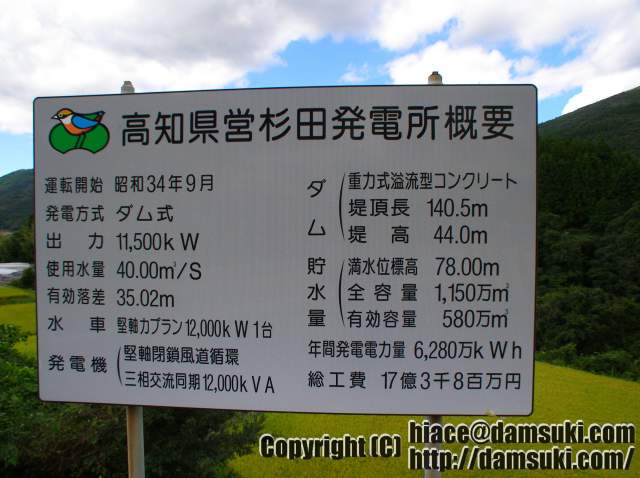 高知県営杉田発電所概要
運転開始 昭和34年9月
発電方式 ダム式
出力 11,500kW
使用水量 40.00m³/S
有効落差 35.02m
水車 竪軸カプラン12,000kW1台
発電機 竪軸閉鎖風道循環
三相交流同期12,000kVA
ダム 重力式溢流型コンクリート
堤頂長 140.5m
堤高 44.0m
貯水量 満水位標高 78.00m
全容量 1,150万m³
有効容量 580万m³
年間発電電力量 6,280万kWh
総工費 17億3千8百万円
Copyright (C) hiace@damsuki.com
http://damsuki.com/